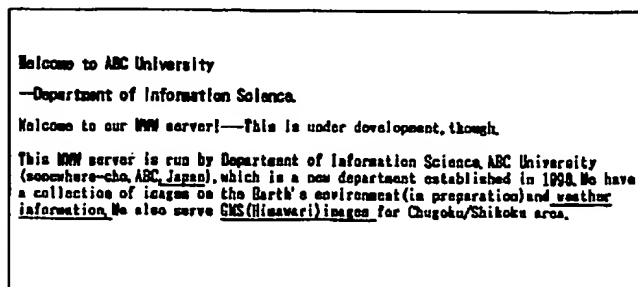 Welcome to ABC University
—Department of Information Science.
Welcome to our WWW server!—This is under development, though.
This WWW server is run by Department of Information Science, ABC University
(somewhere-cho, ABC, Japan), which is a new department established in 1998. We have
a collection of images on the Earth's environment(in preparation)and weather
information. We also serve GMS(Himawari)images for Chugoku/Shikoku area.